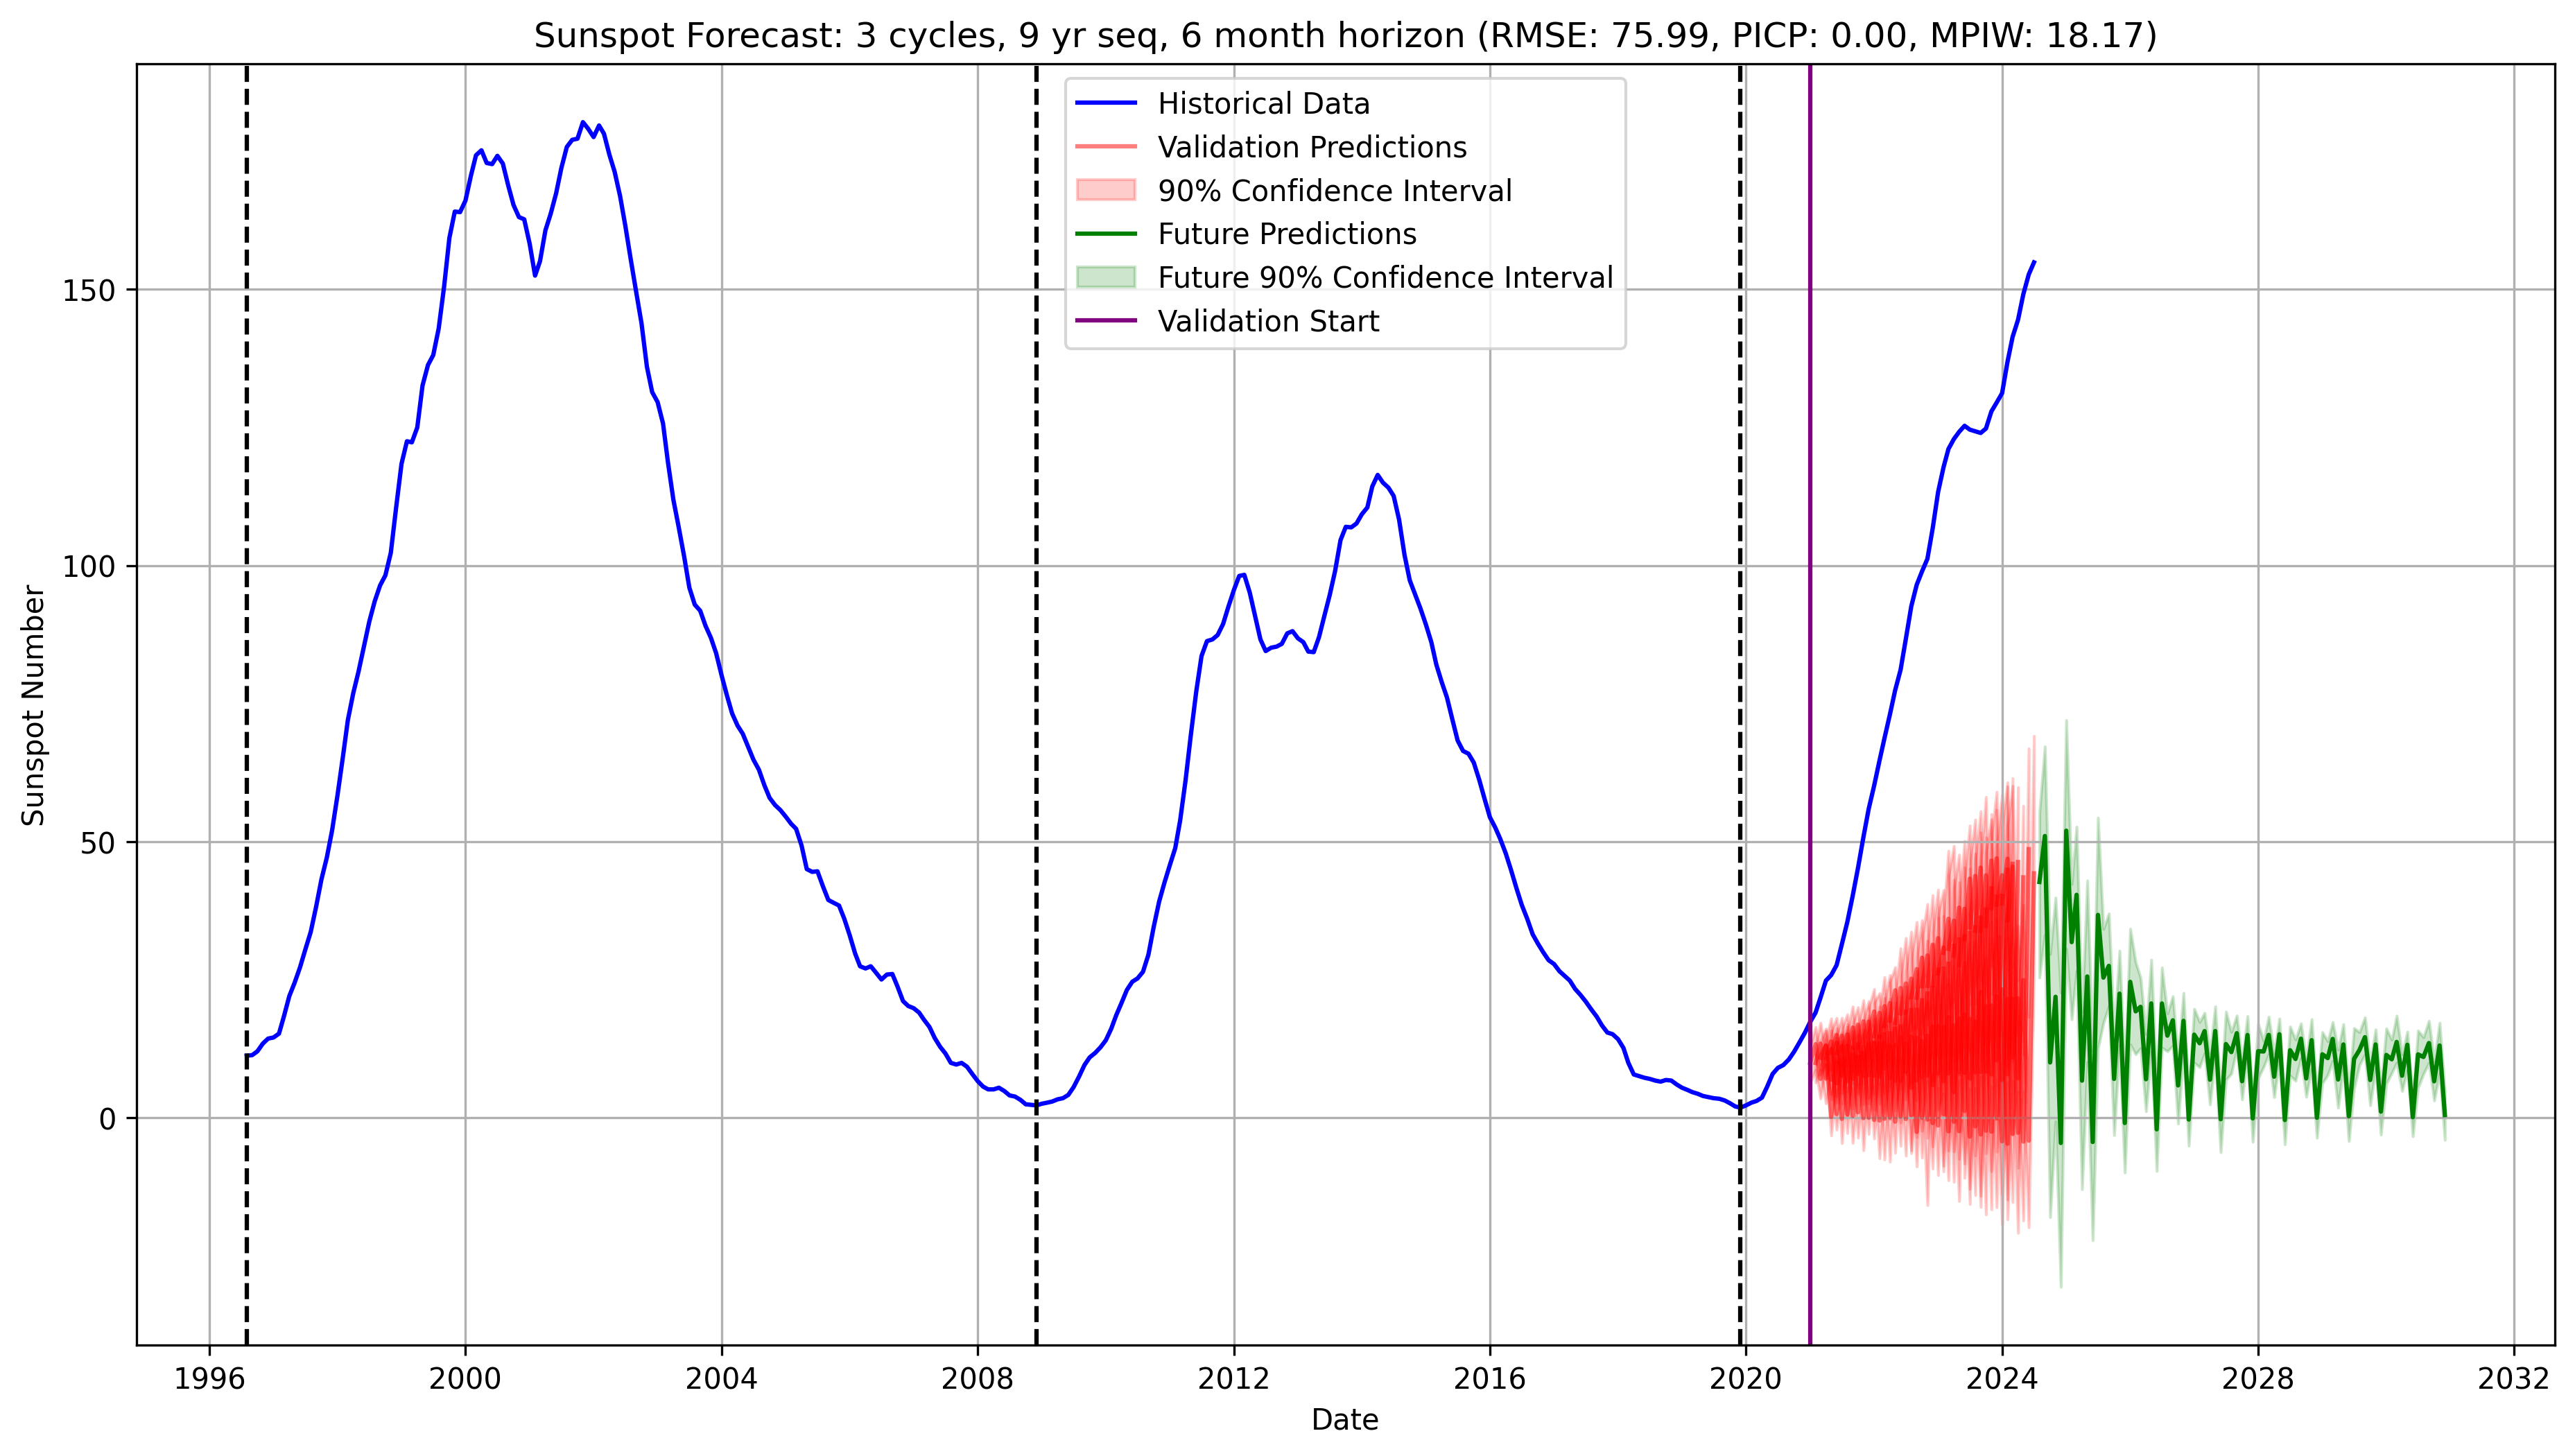 Sunspot Forecast: 3 cycles, 9 yr seq, 6 month horizon (RMSE: 75.99, PICP: 0.00, MPIW: 18.17)
Historical Data
Validation Predictions
90% Confidence Interval
Future Predictions
Future 90% Confidence Interval
Validation Start
Sunspot Number
150
100
50
0
1996 2000 2004 2008 2012 2016 2020 2024 2028 2032
Date